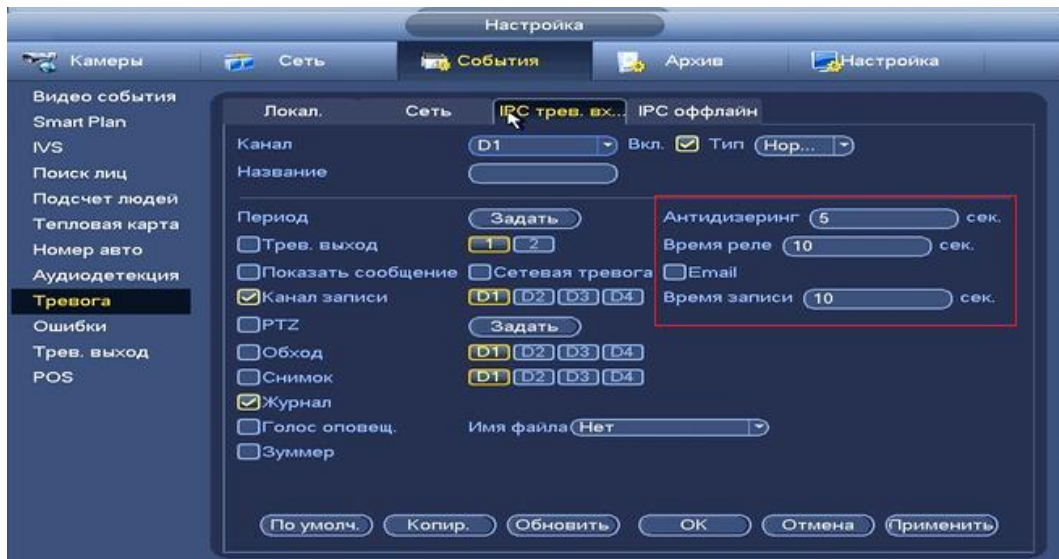 Настройка
Камеры Сеть События Архив Настройка
Видео события
Smart Plan
IVS
Поиск лиц
Подсчет людей
Тепловая карта
Номер авто
Аудиодетекция
Тревога
Ошибки
Трев. выход
POS
Локал. Сеть IPC трев. вх... IPC оффлайн
Канал D1 Вкл. Тип Нор...
Название
Период Задать Антидизеринг 5 сек.
Трев. выход 1 2 Время реле 10 сек.
Показать сообщение Сетевая тревога Email
Канал записи D1 D2 D3 D4 Время записи 10 сек.
PTZ Задать
Обход D1 D2 D3 D4
Снимок D1 D2 D3 D4
Журнал
Голос оповещ. Имя файла Нет
Зуммер
По умолч. Копир. Обновить OK Отмена Применить